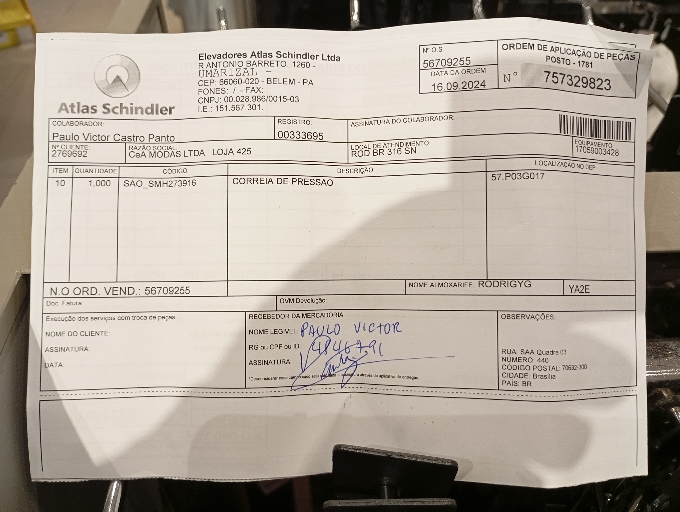 Atlas Schindler
Elevadores Atlas Schindler Ltda
R ANTONIO BARRETO, 1260 -
UMARIZAL -
CEP: 66060-020 - BELEM - PA
FONES: / - FAX:
CNPJ: 00.028.986/0015-03
I.E.: 151.567.301.
Nº O.S.
56709255
DATA DA ORDEM
16.09.2024
ORDEM DE APLICAÇÃO DE PEÇAS
POSTO - 1781
Nº 757329823
COLABORADOR:
Paulo Victor Castro Panto
REGISTRO:
00333695
ASSINATURA DO COLABORADOR:
Nº CLIENTE:
2769692
RAZÃO SOCIAL:
CeA MODAS LTDA LOJA 425
LOCAL DE ATENDIMENTO:
ROD BR 316 SN
EQUIPAMENTO:
17059003428
ITEM QUANTIDADE CÓDIGO DESCRIÇÃO LOCALIZAÇÃO NO DEP
10 1,000 SAO_SMH273916 CORREIA DE PRESSAO 57.P03G017
N.O ORD. VEND.: 56709255
NOME ALMOXARIFE: RODRIGYG
YA2E
Doc. Fatura:
OVM Devolução:
Execução dos serviços com troca de peças
NOME DO CLIENTE:
ASSINATURA:
DATA:
RECEBEDOR DA MERCADORIA
NOME LEGIVEL: PAULO VICTOR
RG ou CPF ou ID:
ASSINATURA:
OBSERVAÇÕES:
RUA: SAA Quadra 03
NÚMERO: 440
CÓDIGO POSTAL: 70632-300
CIDADE: Brasília
PAÍS: BR